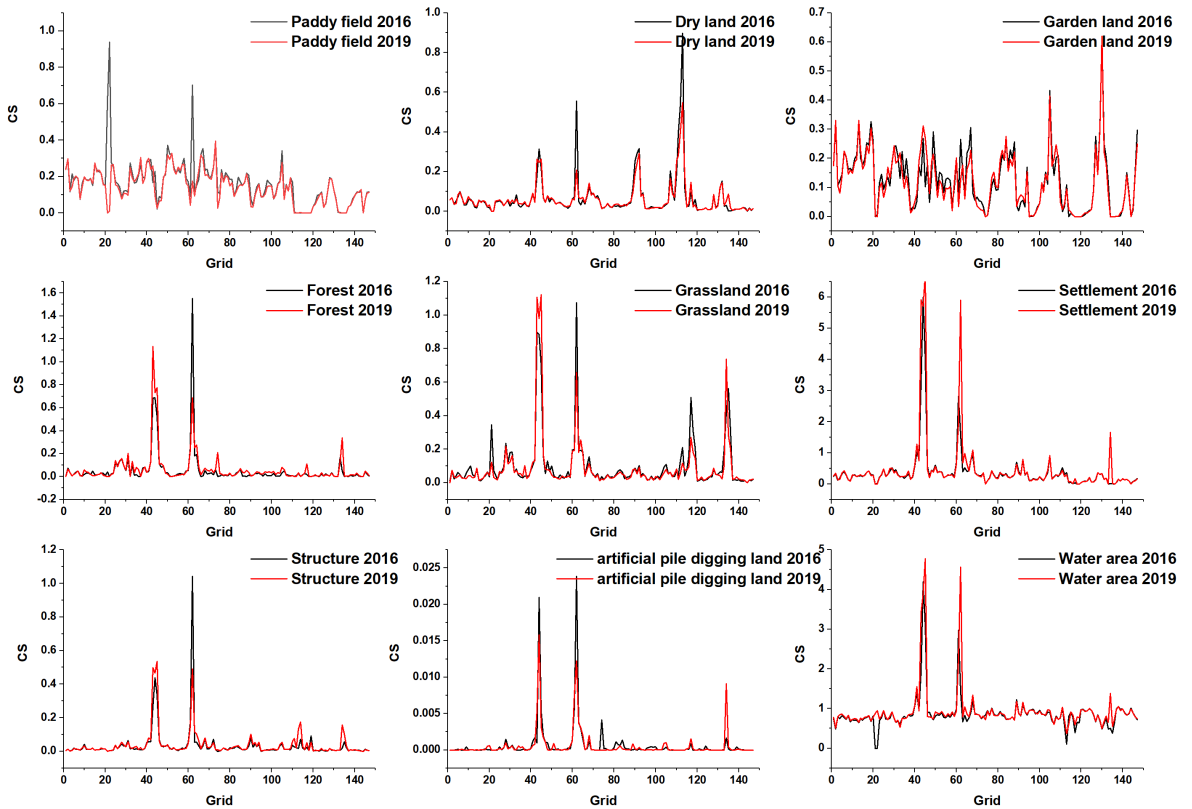 Paddy field 2016
Paddy field 2019
1.0
0.8
0.6
0.4
0.2
0.0
CS
0 20 40 60 80 100 120 140
Grid
Dry land 2016
Dry land 2019
1.0
0.8
0.6
0.4
0.2
0.0
CS
0 20 40 60 80 100 120 140
Grid
Garden land 2016
Garden land 2019
0.7
0.6
0.5
0.4
0.3
0.2
0.1
0.0
CS
0 20 40 60 80 100 120 140
Grid
Forest 2016
Forest 2019
1.6
1.4
1.2
1.0
0.8
0.6
0.4
0.2
0.0
-0.2
CS
0 20 40 60 80 100 120 140
Grid
Grassland 2016
Grassland 2019
1.2
1.0
0.8
0.6
0.4
0.2
0.0
CS
0 20 40 60 80 100 120 140
Grid
Settlement 2016
Settlement 2019
6
5
4
3
2
1
0
CS
0 20 40 60 80 100 120 140
Grid
Structure 2016
Structure 2019
1.2
1.0
0.8
0.6
0.4
0.2
0.0
CS
0 20 40 60 80 100 120 140
Grid
artificial pile digging land 2016
artificial pile digging land 2019
0.025
0.020
0.015
0.010
0.005
0.000
CS
0 20 40 60 80 100 120 140
Grid
Water area 2016
Water area 2019
5
4
3
2
1
0
CS
0 20 40 60 80 100 120 140
Grid